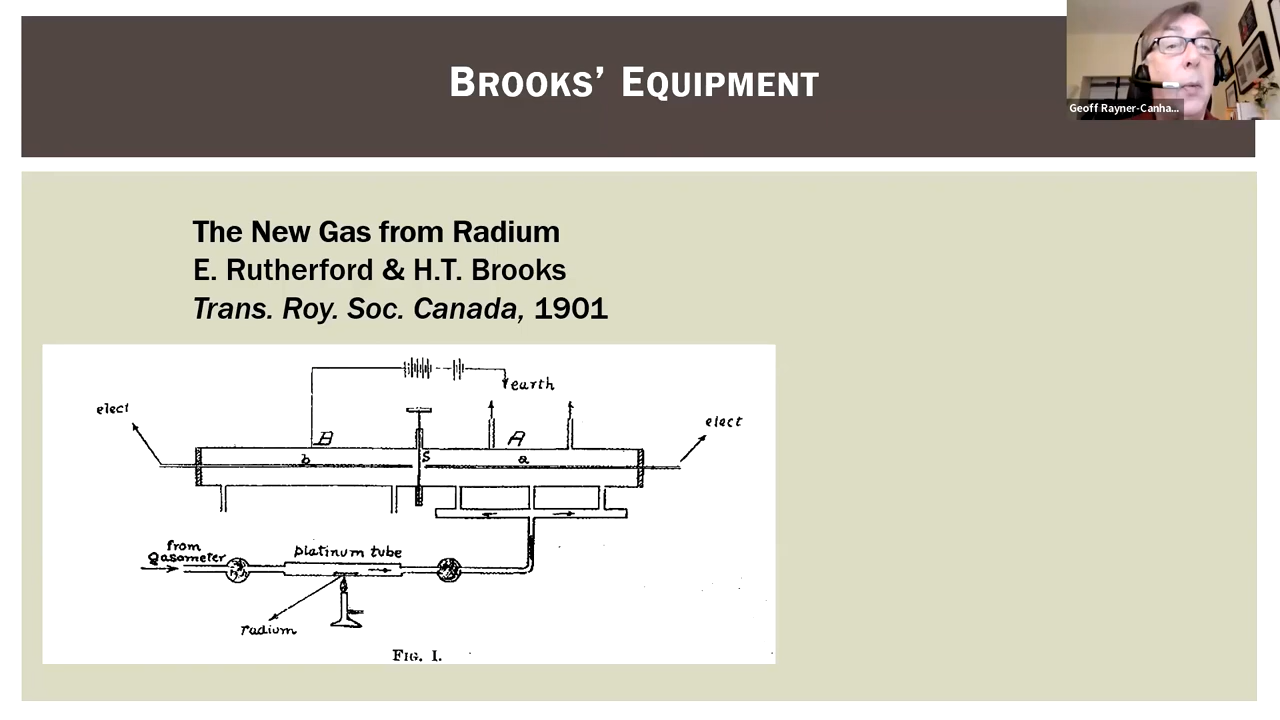 BROOKS' EQUIPMENT
Geoff Rayner-Canha...
The New Gas from Radium
E. Rutherford & H.T. Brooks
Trans. Roy. Soc. Canada, 1901
earth
elect
elect
B
A
b
S
a
from
gasometer
platinum tube
radium
FIG. I.